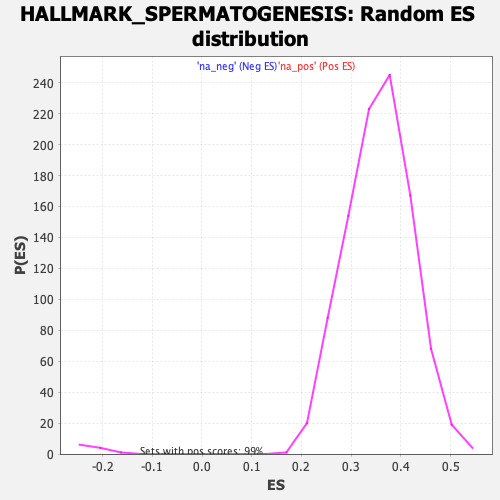 HALLMARK_SPERMATOGENESIS: Random ES
distribution
'na_neg' (Neg ES) 'na_pos' (Pos ES)
240
220
200
180
160
140
120
100
80
60
40
20
0
P(ES)
Sets with pos scores: 99%
-0.2 -0.1 0.0 0.1 0.2 0.3 0.4 0.5
ES